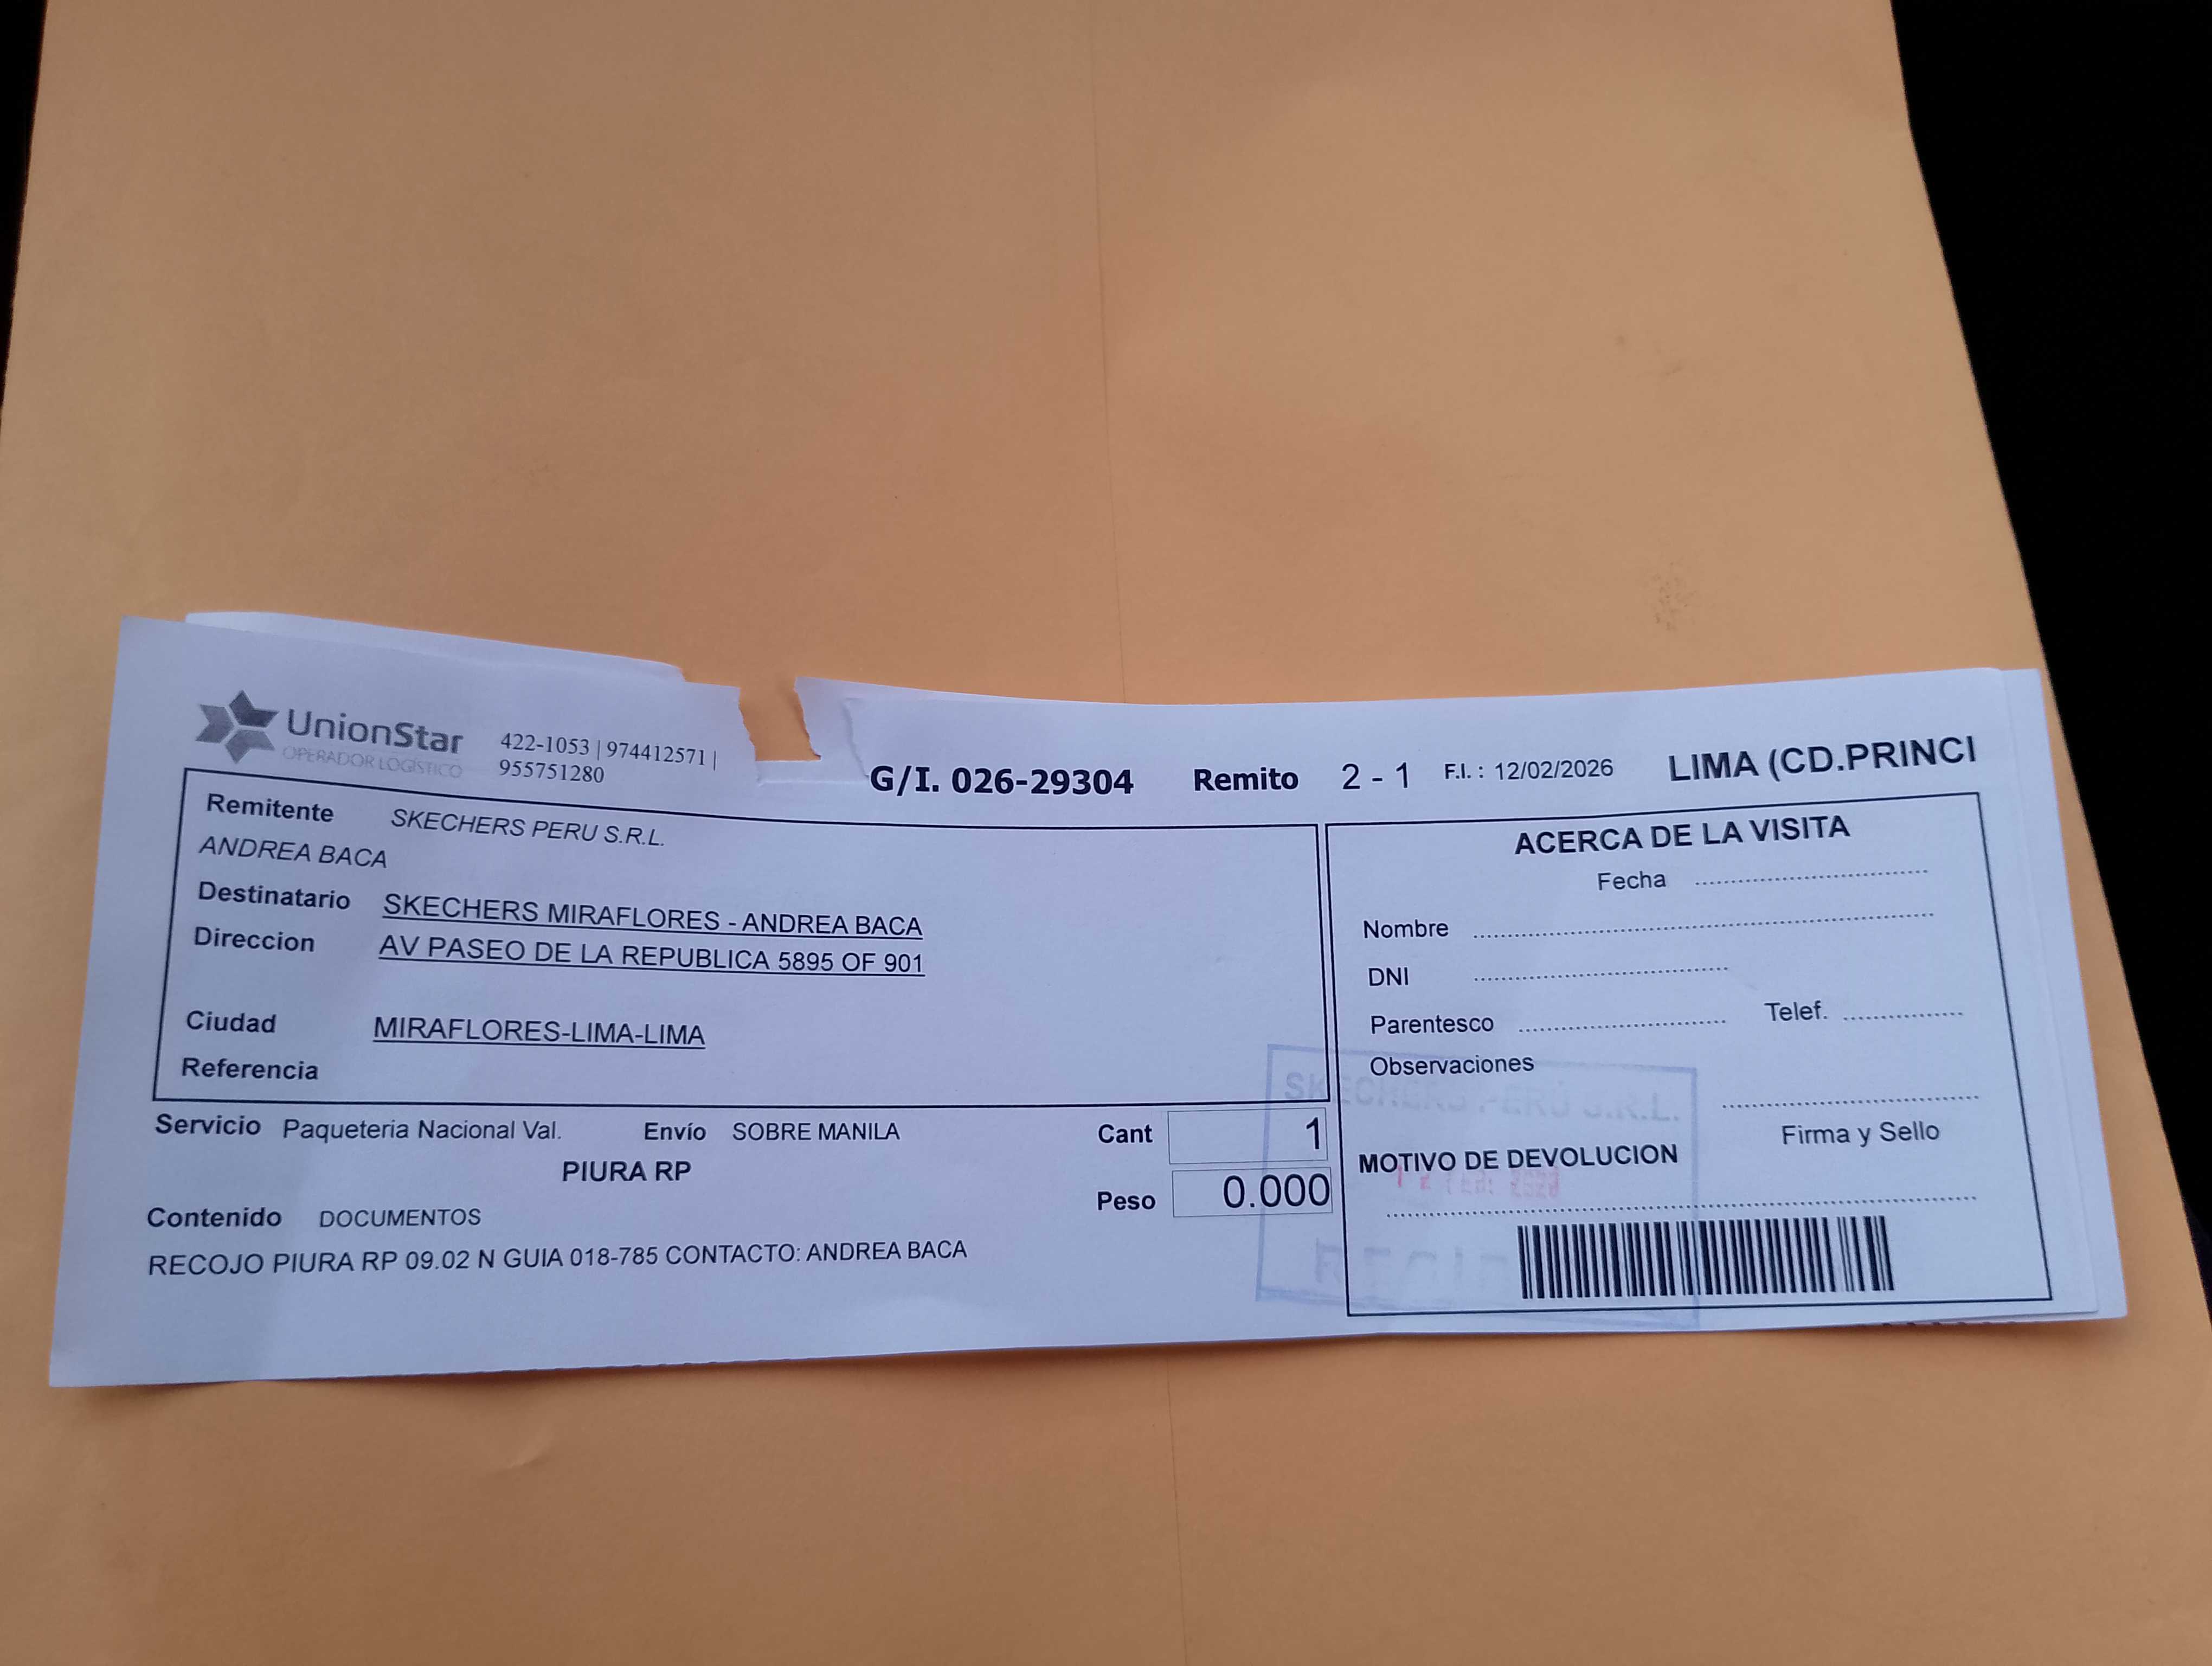 UnionStar
OPERADOR LOGÍSTICO
422-1053 | 974412571 |
955751280
G/I. 026-29304 Remito 2 - 1 F.I. : 12/02/2026 LIMA (CD.PRINCI
Remitente SKECHERS PERU S.R.L.
ANDREA BACA
Destinatario SKECHERS MIRAFLORES - ANDREA BACA
Direccion AV PASEO DE LA REPUBLICA 5895 OF 901
Ciudad MIRAFLORES-LIMA-LIMA
Referencia
Servicio Paqueteria Nacional Val. Envío SOBRE MANILA Cant 1
PIURA RP
Peso 0.000
Contenido DOCUMENTOS
RECOJO PIURA RP 09.02 N GUIA 018-785 CONTACTO: ANDREA BACA
ACERCA DE LA VISITA
Fecha
Nombre
DNI
Parentesco Telef.
Observaciones
Firma y Sello
MOTIVO DE DEVOLUCION
SKECHERS PERÚ S.R.L.